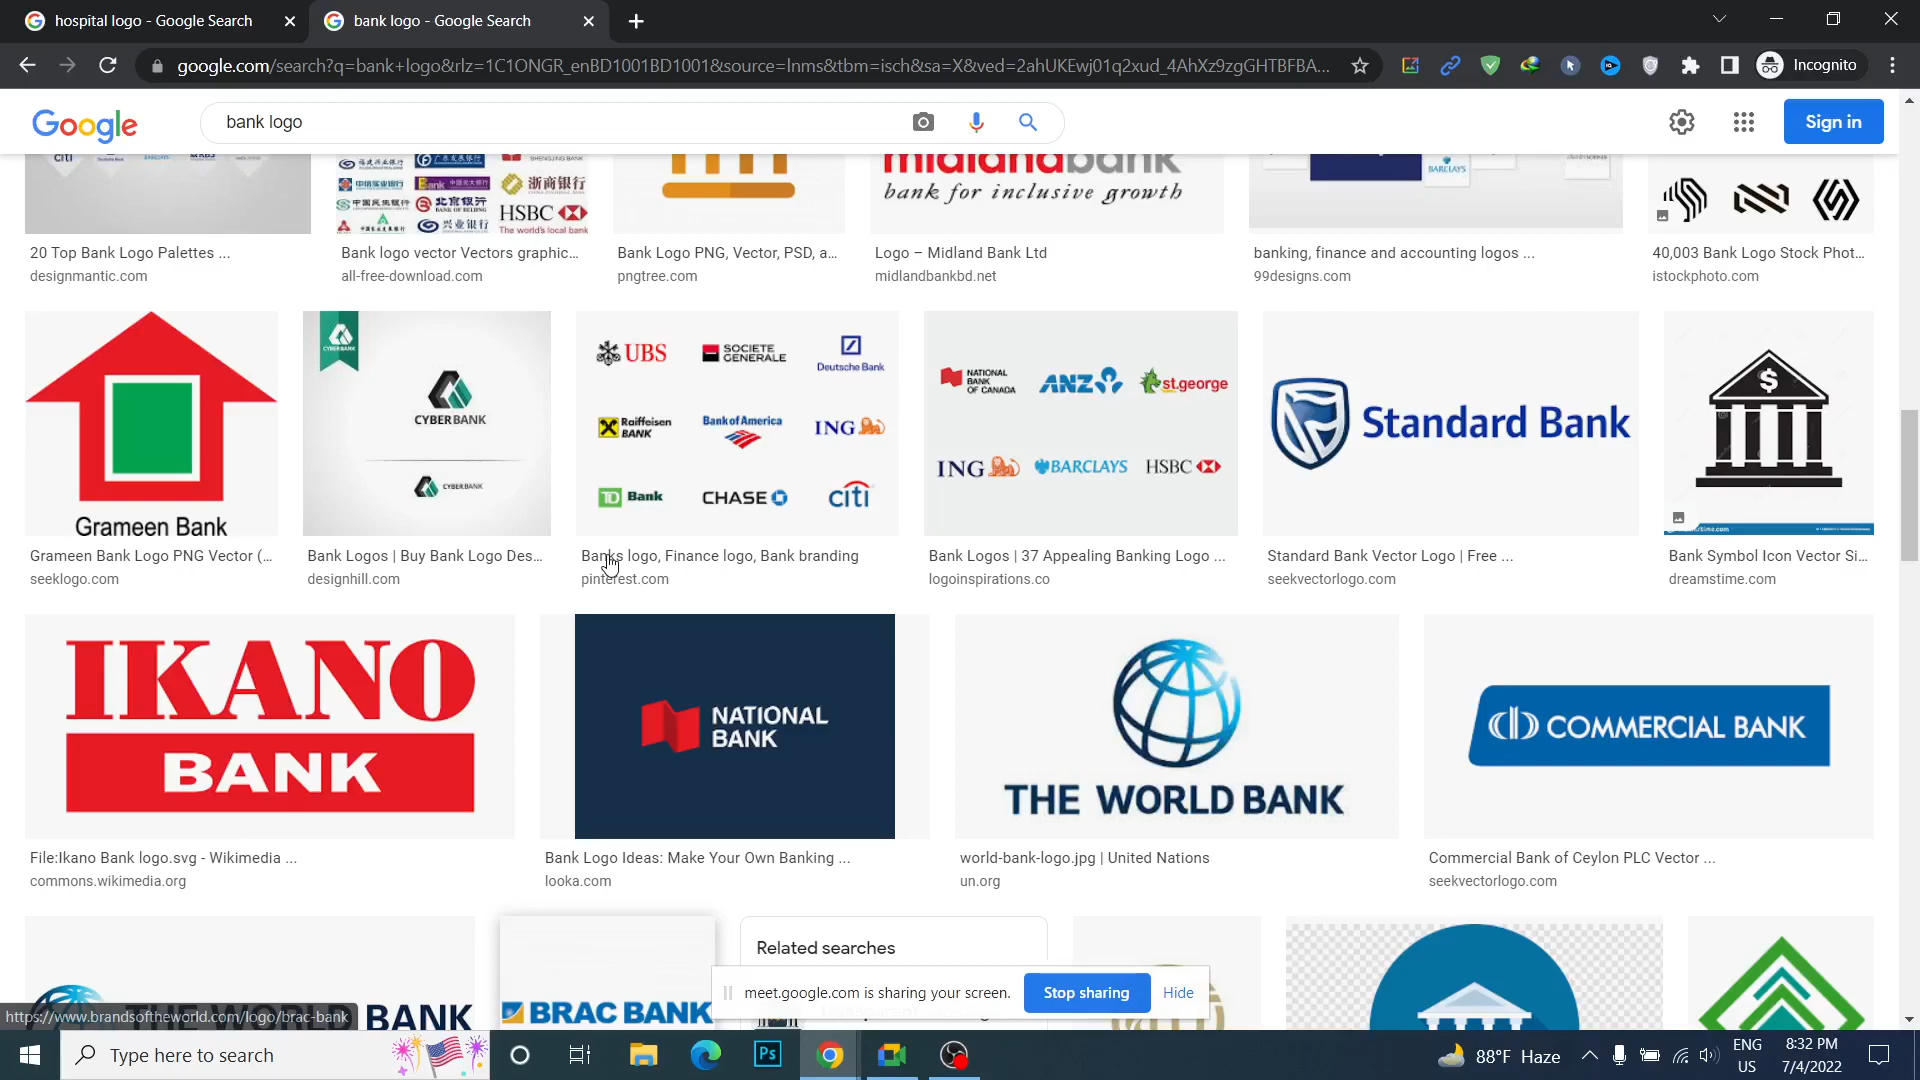 hospital logo - Google Search
bank logo - Google Search
google.com/search?q=bank+logo&rlz=1C1ONGR_enBD1001BD1001&source=lnms&tbm=isch&sa=X&ved=2ahUKEwj01q2xud_4AhXz9zgGHTBFBA...
Incognito
Google
bank logo
Sign in
citi
HSBC
The world's local bank
midlandbank
bank for inclusive growth
BARCLAYS
20 Top Bank Logo Palettes ...
designmantic.com
Bank logo vector Vectors graphic...
all-free-download.com
Bank Logo PNG, Vector, PSD, a...
pngtree.com
Logo – Midland Bank Ltd
midlandbankbd.net
banking, finance and accounting logos ...
99designs.com
40,003 Bank Logo Stock Phot...
istockphoto.com
Grameen Bank
CYBERBANK
CYBERBANK
CYBERBANK
UBS
SOCIETE
GENERALE
Deutsche Bank
Raiffeisen
BANK
Bank of America
ING
TD Bank
CHASE
citi
NATIONAL
BANK
OF CANADA
ANZ
st.george
ING
BARCLAYS
HSBC
Standard Bank
$
Grameen Bank Logo PNG Vector (...
seeklogo.com
Bank Logos | Buy Bank Logo Des...
designhill.com
Banks logo, Finance logo, Bank branding
pinterest.com
Bank Logos | 37 Appealing Banking Logo ...
logoinspirations.co
Standard Bank Vector Logo | Free ...
seekvectorlogo.com
Bank Symbol Icon Vector Si...
dreamstime.com
IKANO
BANK
NATIONAL
BANK
THE WORLD BANK
COMMERCIAL BANK
File:Ikano Bank logo.svg - Wikimedia ...
commons.wikimedia.org
Bank Logo Ideas: Make Your Own Banking ...
looka.com
world-bank-logo.jpg | United Nations
un.org
Commercial Bank of Ceylon PLC Vector ...
seekvectorlogo.com
THE WORLD BANK
BRAC BANK
Related searches
meet.google.com is sharing your screen.
Stop sharing
Hide
https://www.brandsoftheworld.com/logo/brac-bank
Type here to search
Ps
88°F Haze
ENG
US
8:32 PM
7/4/2022